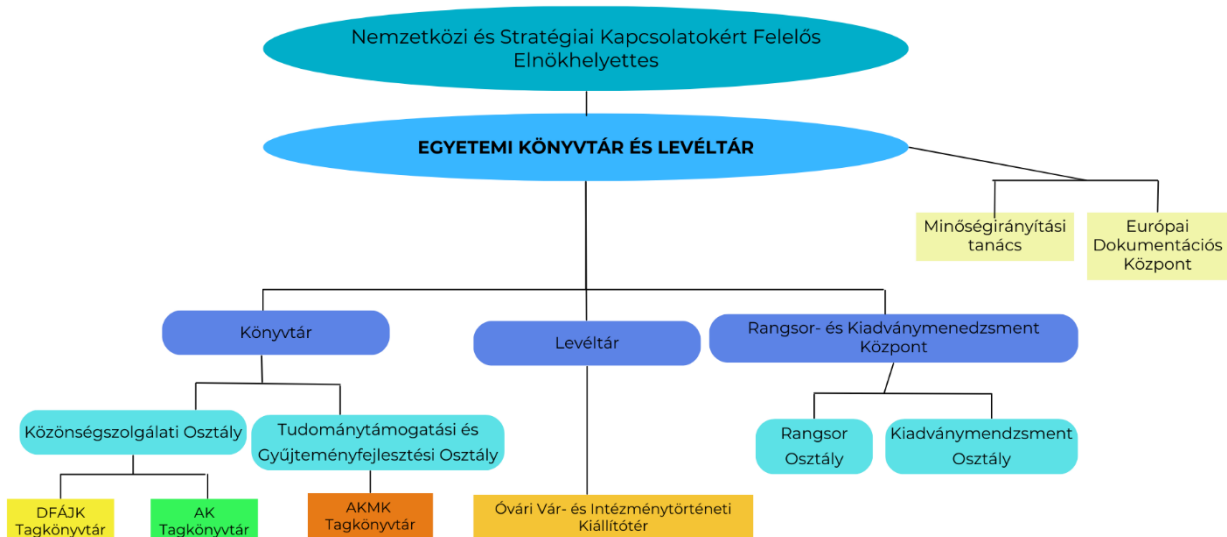 Nemzetközi és Stratégiai Kapcsolatokért Felelős
Elnökhelyettes
EGYETEMI KÖNYVTÁR ÉS LEVÉLTÁR
Minőségirányítási
tanács
Európai
Dokumentációs
Központ
Könyvtár
Levéltár
Rangsor- és Kiadványmenedzsment
Központ
Közönségszolgálati Osztály
Tudománytámogatási és
Gyűjteményfejlesztési Osztály
Rangsor
Osztály
Kiadványmendzsment
Osztály
DFÁJK
Tagkönyvtár
AK
Tagkönyvtár
AKMK
Tagkönyvtár
Óvári Vár- és Intézménytörténeti
Kiállítótér